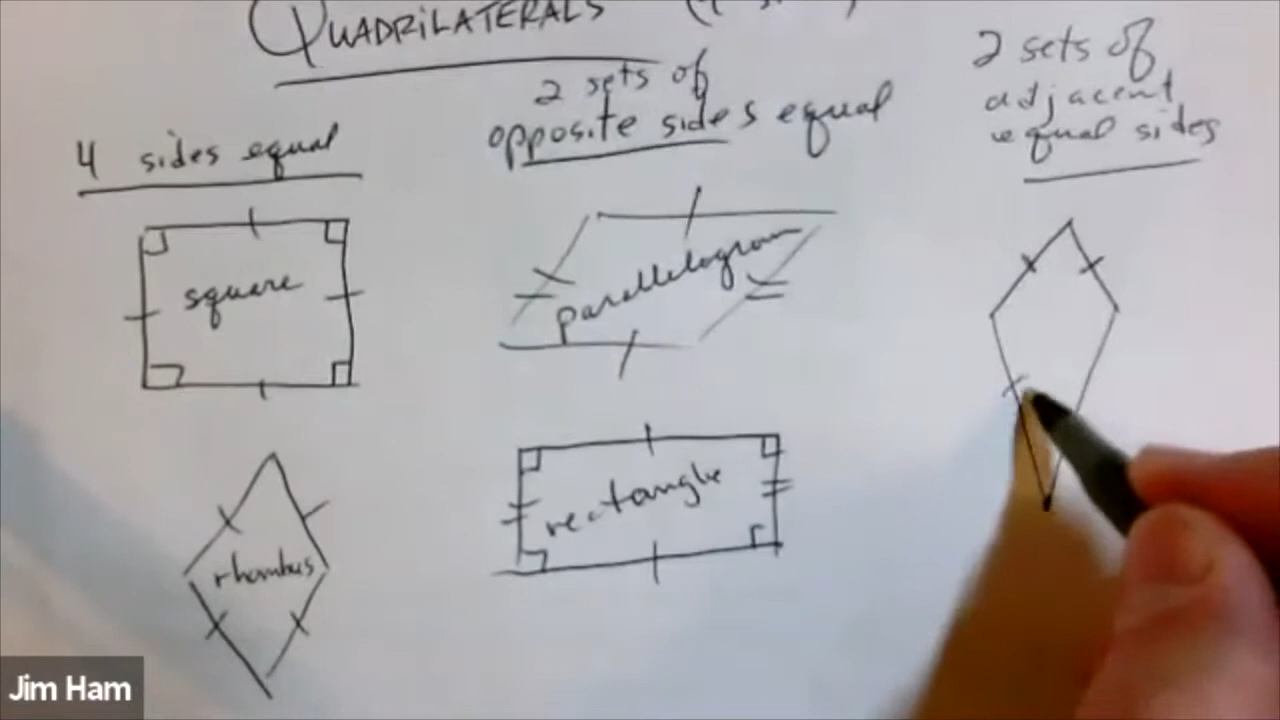 QUADRILATERALS
4 sides equal
2 sets of
opposite sides equal
2 sets of
adjacent
equal sides
square
parallelogram
rhombus
rectangle
Jim Ham